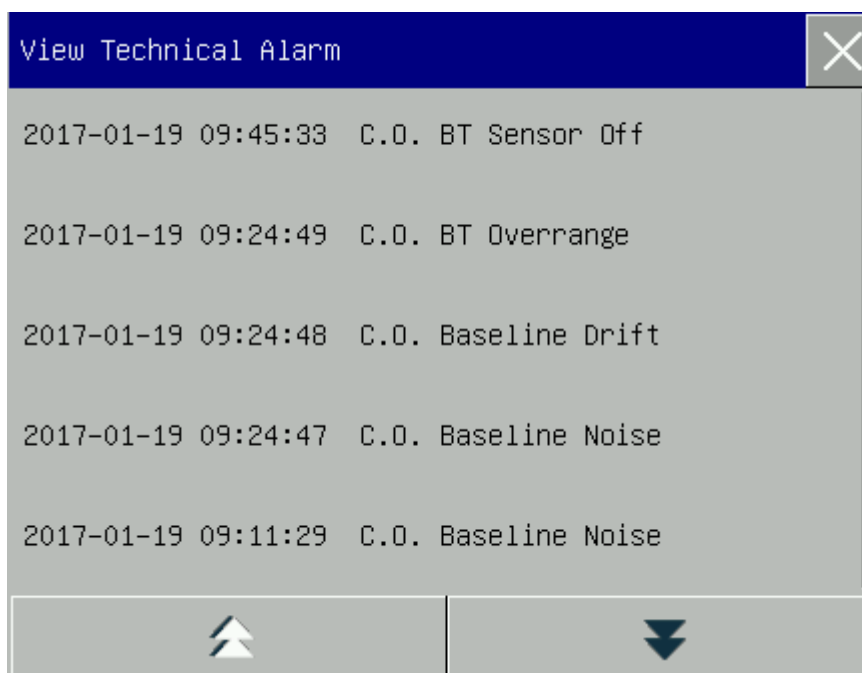 View Technical Alarm
2017-01-19 09:45:33 C.O. BT Sensor Off
2017-01-19 09:24:49 C.O. BT Overrange
2017-01-19 09:24:48 C.O. Baseline Drift
2017-01-19 09:24:47 C.O. Baseline Noise
2017-01-19 09:11:29 C.O. Baseline Noise